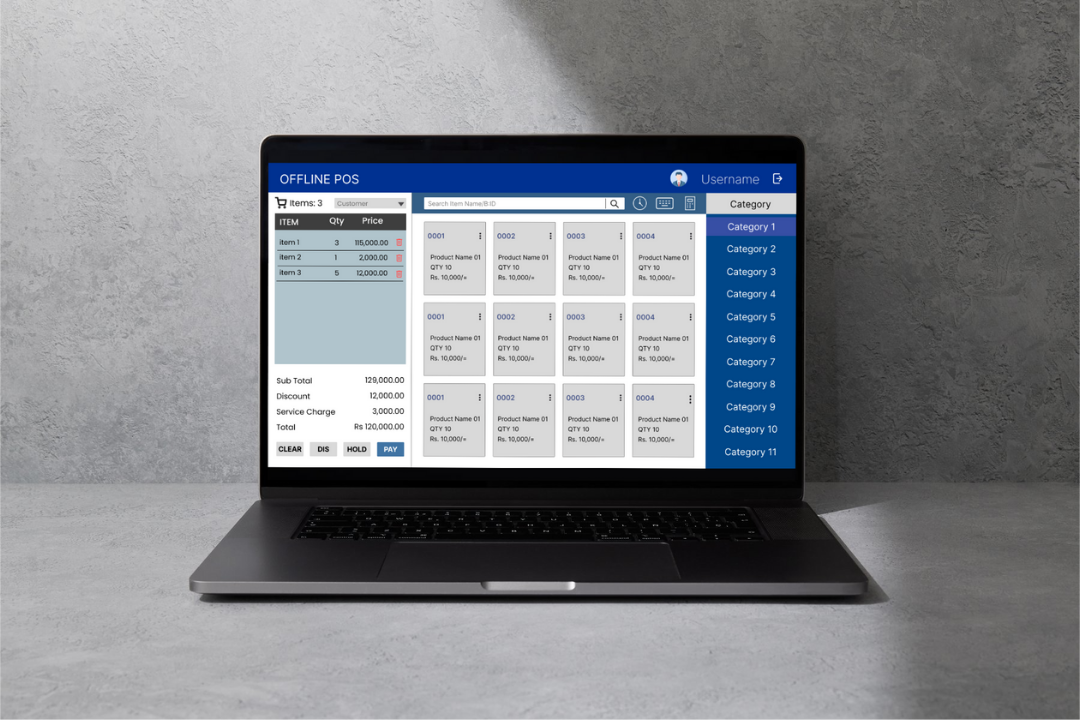 OFFLINE POS
Username
Items: 3
Customer
ITEM Qty Price
item 1 3 115,000.00
item 2 1 2,000.00
item 3 5 12,000.00
Sub Total 129,000.00
Discount 12,000.00
Service Charge 3,000.00
Total Rs 120,000.00
CLEAR DIS HOLD PAY
Search Item Name/B.ID
0001 0002 0003 0004
Product Name 01 Product Name 01 Product Name 01 Product Name 01
QTY 10 QTY 10 QTY 10 QTY 10
Rs. 10,000/= Rs. 10,000/= Rs. 10,000/= Rs. 10,000/=
0001 0002 0003 0004
Product Name 01 Product Name 01 Product Name 01 Product Name 01
QTY 10 QTY 10 QTY 10 QTY 10
Rs. 10,000/= Rs. 10,000/= Rs. 10,000/= Rs. 10,000/=
0001 0002 0003 0004
Product Name 01 Product Name 01 Product Name 01 Product Name 01
QTY 10 QTY 10 QTY 10 QTY 10
Rs. 10,000/= Rs. 10,000/= Rs. 10,000/= Rs. 10,000/=
Category
Category 1
Category 2
Category 3
Category 4
Category 5
Category 6
Category 7
Category 8
Category 9
Category 10
Category 11